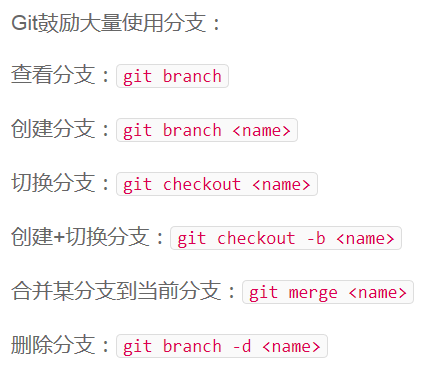 Git鼓励大量使用分支：
查看分支：git branch
创建分支：git branch <name>
切换分支：git checkout <name>
创建+切换分支：git checkout -b <name>
合并某分支到当前分支：git merge <name>
删除分支：git branch -d <name>